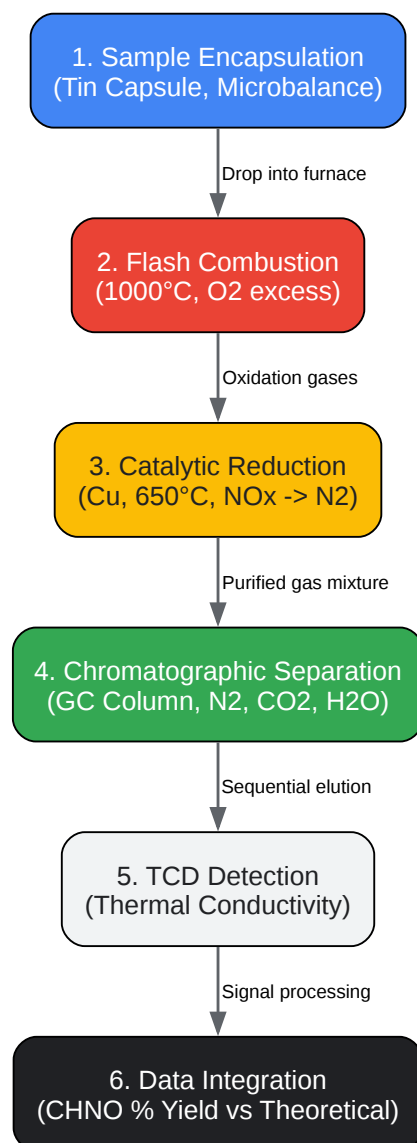 1. Sample Encapsulation
(Tin Capsule, Microbalance)
Drop into furnace
2. Flash Combustion
(1000°C, O2 excess)
Oxidation gases
3. Catalytic Reduction
(Cu, 650°C, NOx -> N2)
Purified gas mixture
4. Chromatographic Separation
(GC Column, N2, CO2, H2O)
Sequential elution
5. TCD Detection
(Thermal Conductivity)
Signal processing
6. Data Integration
(CHNO % Yield vs Theoretical)